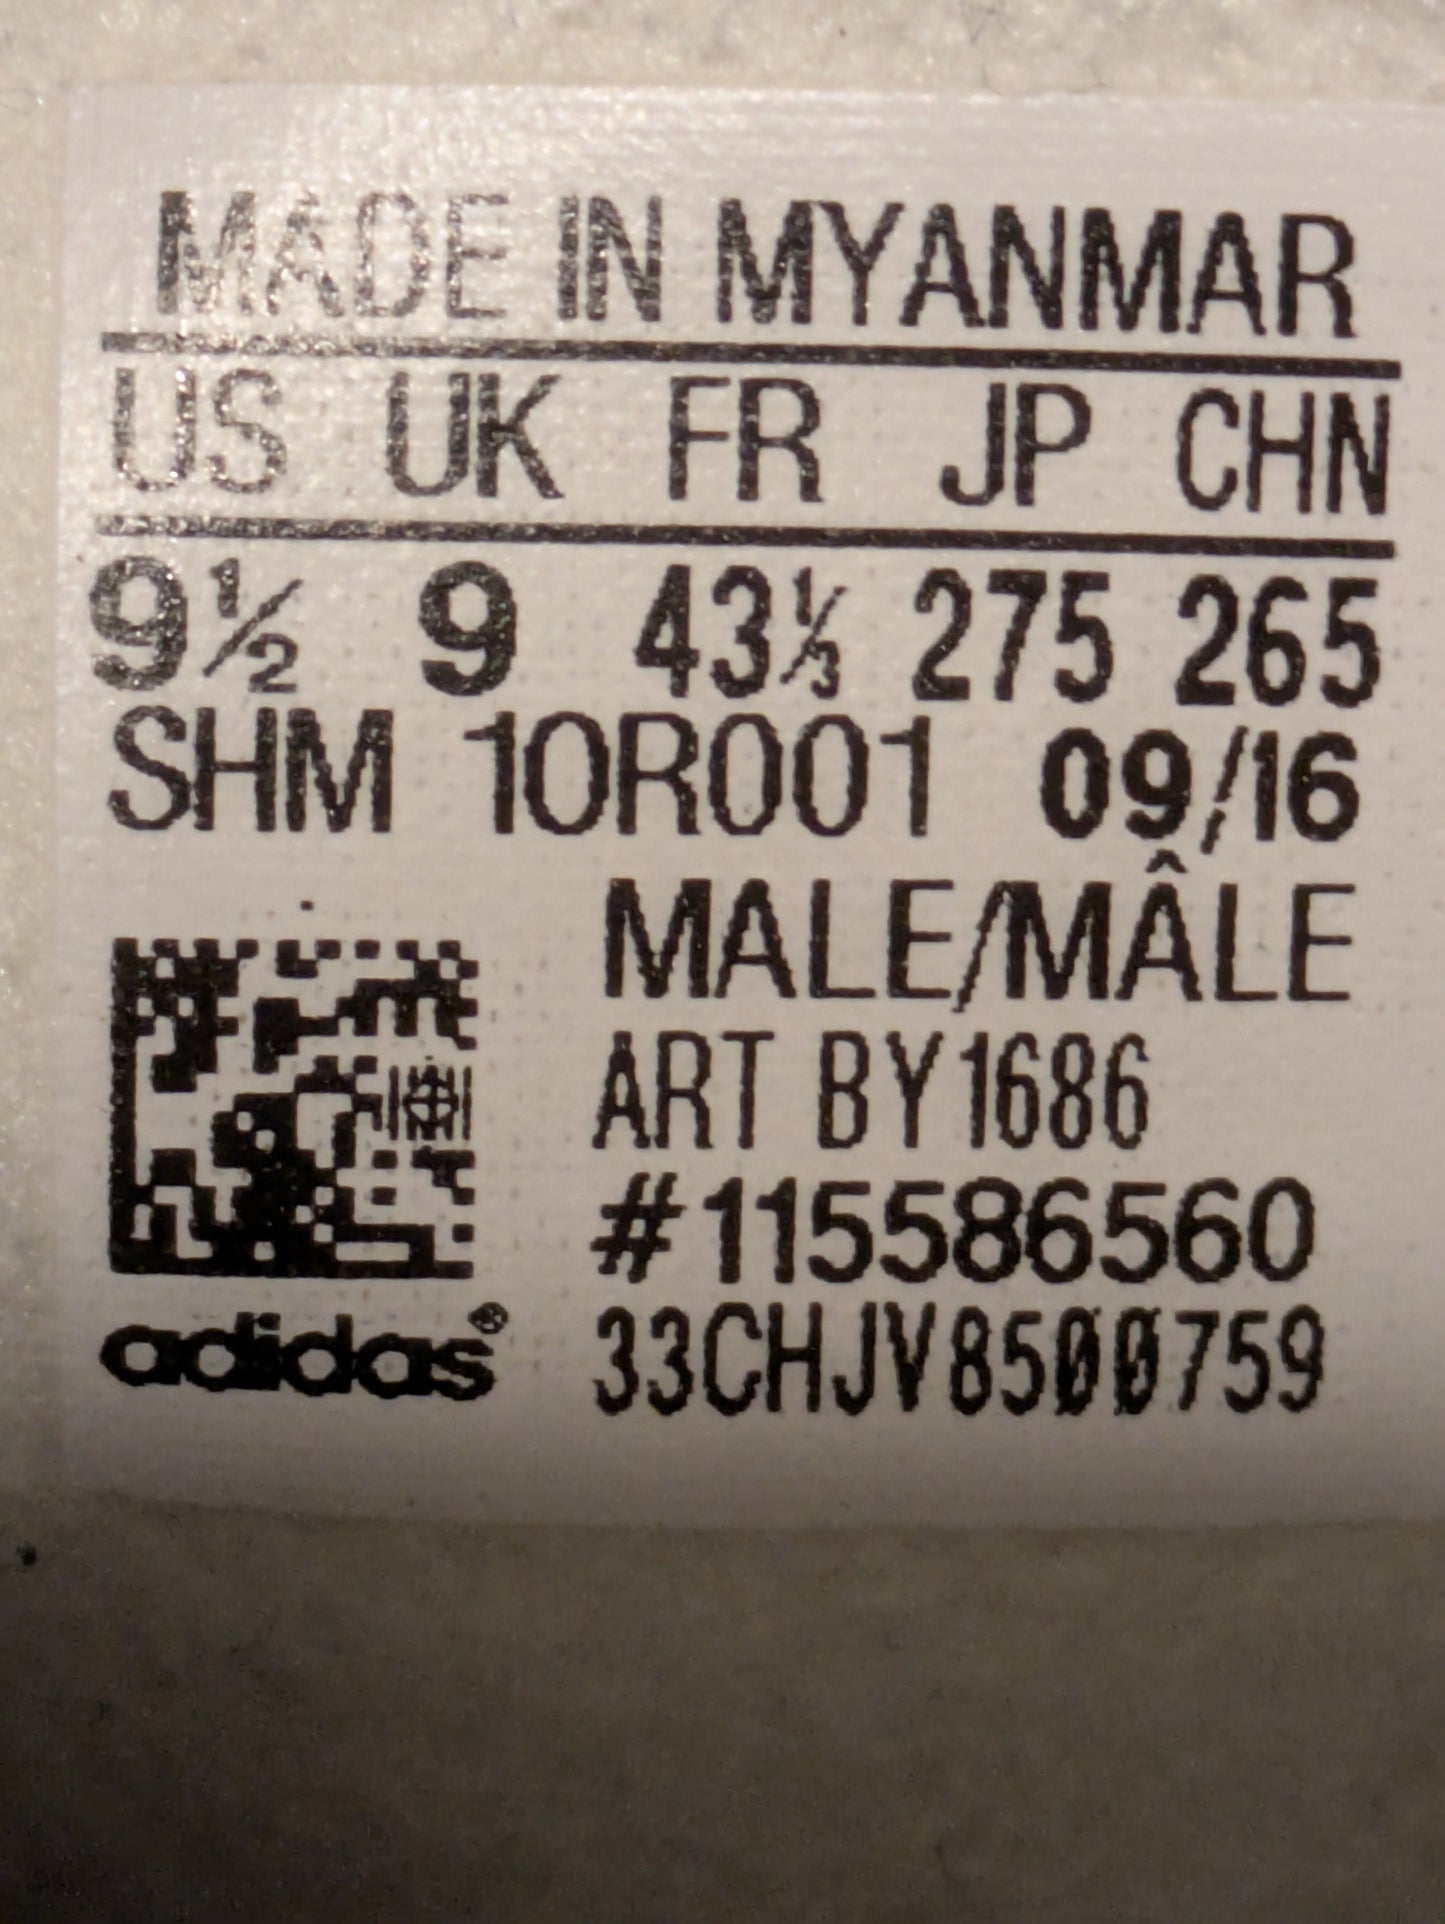 MADE IN MYANMAR
US UK FR JP CHN
9½ 9 43⅓ 275 265
SHM 10R001 09/16
MALE/MÂLE
ART BY1686
#115586560
adidas® 33CHJV8500759